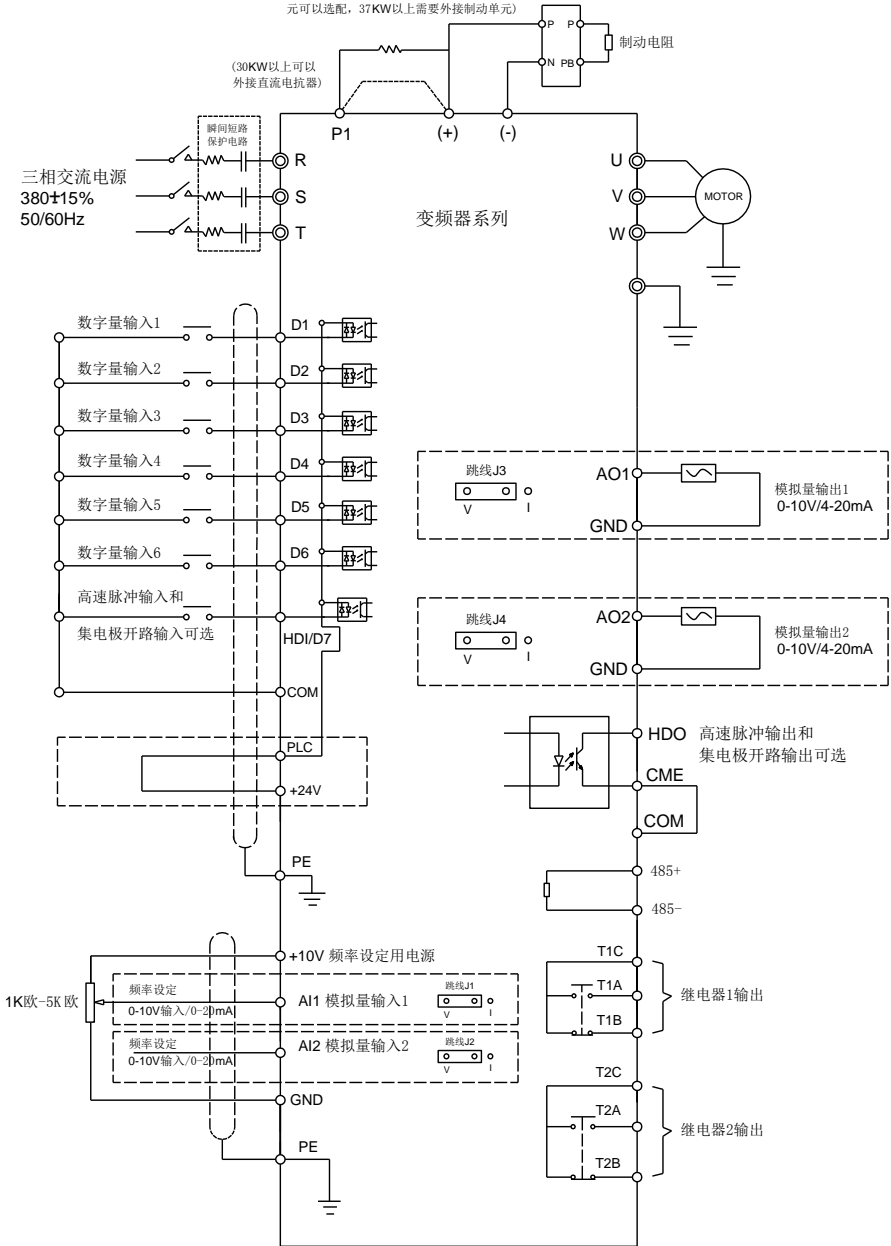 元可以选配，37KW以上需要外接制动单元)
P P
N PB
制动电阻
(30KW以上可以
外接直流电抗器)
P1 (+) (-)
瞬间短路
保护电路
三相交流电源
380±15%
50/60Hz
R
S
T
变频器系列
U
V
W
MOTOR
数字量输入1
D1
数字量输入2
D2
数字量输入3
D3
数字量输入4
D4
数字量输入5
D5
数字量输入6
D6
高速脉冲输入和
集电极开路输入可选
HDI/D7
COM
PLC
+24V
PE
跳线J3
V I
AO1
GND
模拟量输出1
0-10V/4-20mA
跳线J4
V I
AO2
GND
模拟量输出2
0-10V/4-20mA
HDO 高速脉冲输出和
集电极开路输出可选
CME
COM
485+
485-
+10V 频率设定用电源
1K欧-5K欧
频率设定
0-10V输入/0-20mA
AI1 模拟量输入1
跳线J1
V I
频率设定
0-10V输入/0-20mA
AI2 模拟量输入2
跳线J2
V I
GND
PE
T1C
T1A
T1B
继电器1输出
T2C
T2A
T2B
继电器2输出